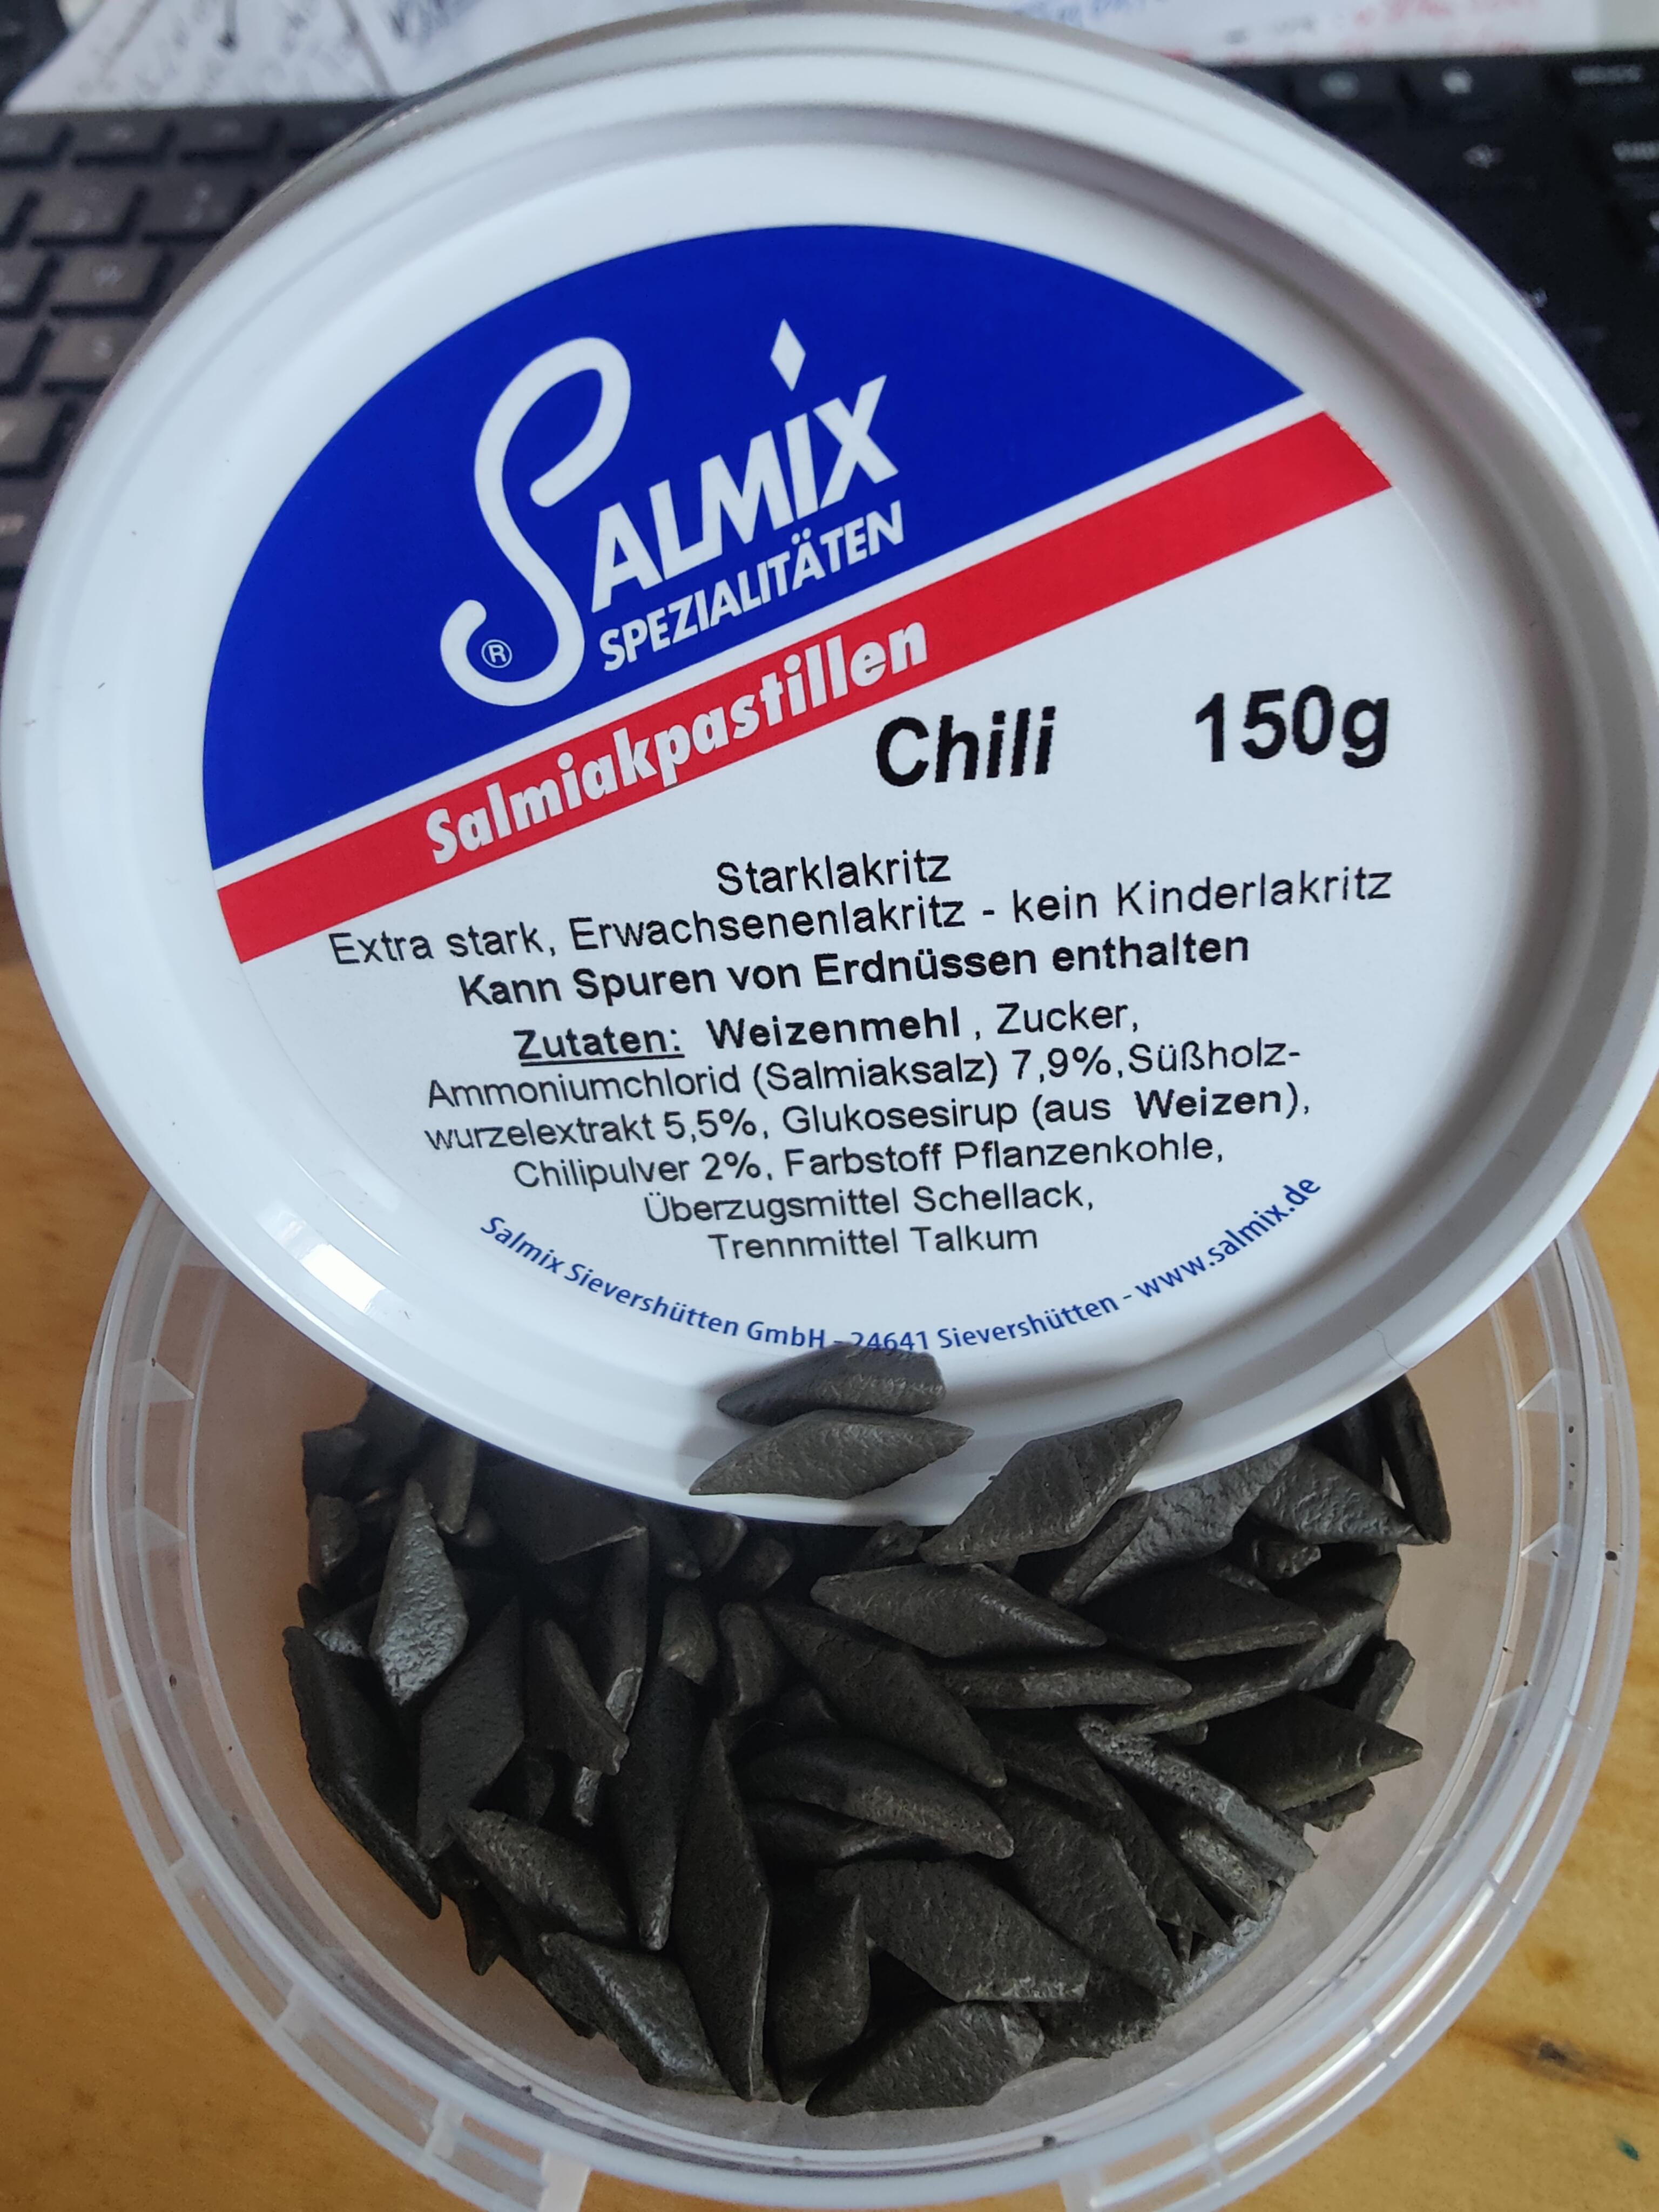 SALMIX
SPEZIALITÄTEN
®
Salmiakpastillen
Chili 150g
Starklakritz
Extra stark, Erwachsenenlakritz - kein Kinderlakritz
Kann Spuren von Erdnüssen enthalten
Zutaten: Weizenmehl , Zucker,
Ammoniumchlorid (Salmiaksalz) 7,9%,Süßholz-
wurzelextrakt 5,5%, Glukosesirup (aus Weizen),
Chilipulver 2%, Farbstoff Pflanzenkohle,
Überzugsmittel Schellack,
Trennmittel Talkum
Salmix Sievershütten GmbH - 24641 Sievershütten - www.salmix.de